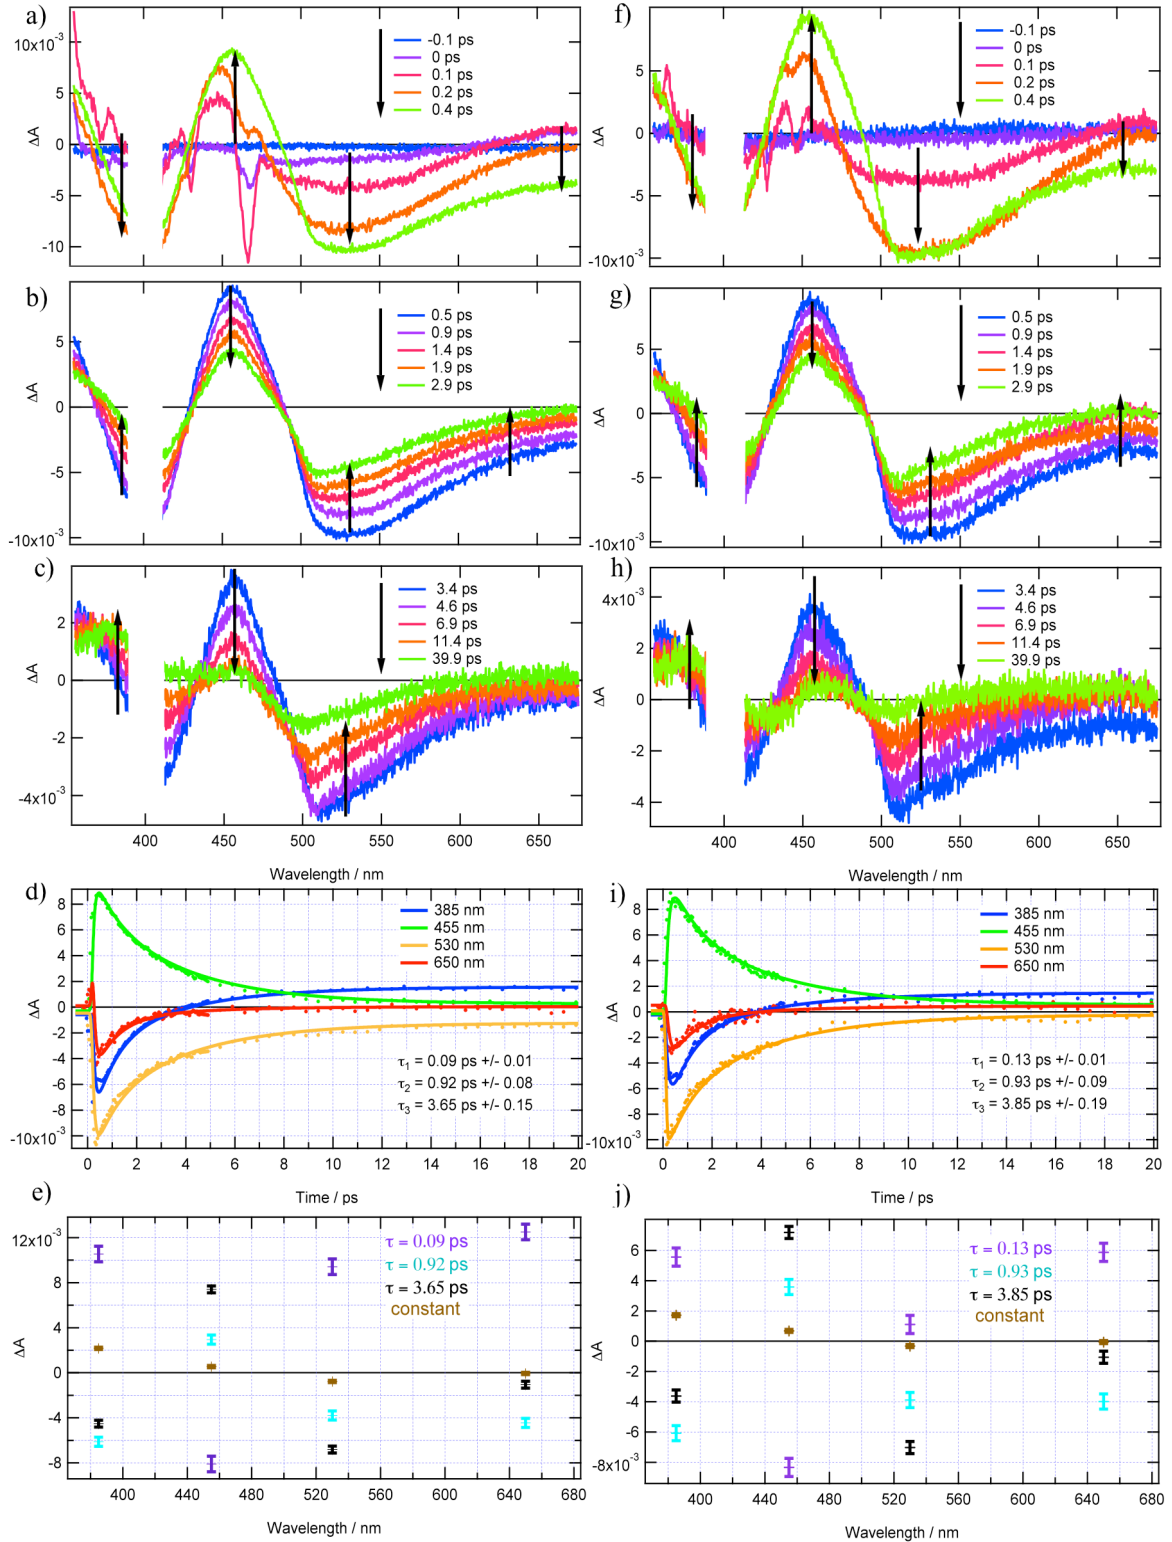 a)
10x10⁻³
5
0
-5
-10
ΔA
-0.1 ps
0 ps
0.1 ps
0.2 ps
0.4 ps
f)
5
0
-5
-10x10⁻³
ΔA
-0.1 ps
0 ps
0.1 ps
0.2 ps
0.4 ps
b)
5
0
-5
-10x10⁻³
ΔA
0.5 ps
0.9 ps
1.4 ps
1.9 ps
2.9 ps
g)
5
0
-5
-10x10⁻³
ΔA
0.5 ps
0.9 ps
1.4 ps
1.9 ps
2.9 ps
c)
2
0
-2
-4x10⁻³
ΔA
3.4 ps
4.6 ps
6.9 ps
11.4 ps
39.9 ps
400 450 500 550 600 650
Wavelength / nm
h)
4x10⁻³
2
0
-2
-4
ΔA
3.4 ps
4.6 ps
6.9 ps
11.4 ps
39.9 ps
400 450 500 550 600 650
Wavelength / nm
d)
8
6
4
2
0
-2
-4
-6
-8
-10x10⁻³
ΔA
385 nm
455 nm
530 nm
650 nm
τ₁ = 0.09 ps +/- 0.01
τ₂ = 0.92 ps +/- 0.08
τ₃ = 3.65 ps +/- 0.15
0 2 4 6 8 10 12 14 16 18 20
Time / ps
i)
8
6
4
2
0
-2
-4
-6
-8
-10x10⁻³
ΔA
385 nm
455 nm
530 nm
650 nm
τ₁ = 0.13 ps +/- 0.01
τ₂ = 0.93 ps +/- 0.09
τ₃ = 3.85 ps +/- 0.19
0 2 4 6 8 10 12 14 16 18 20
Time / ps
e)
12x10⁻³
8
4
0
-4
-8
ΔA
τ = 0.09 ps
τ = 0.92 ps
τ = 3.65 ps
constant
400 440 480 520 560 600 640 680
Wavelength / nm
j)
6
4
2
0
-2
-4
-6
-8x10⁻³
ΔA
τ = 0.13 ps
τ = 0.93 ps
τ = 3.85 ps
constant
400 440 480 520 560 600 640 680
Wavelength / nm